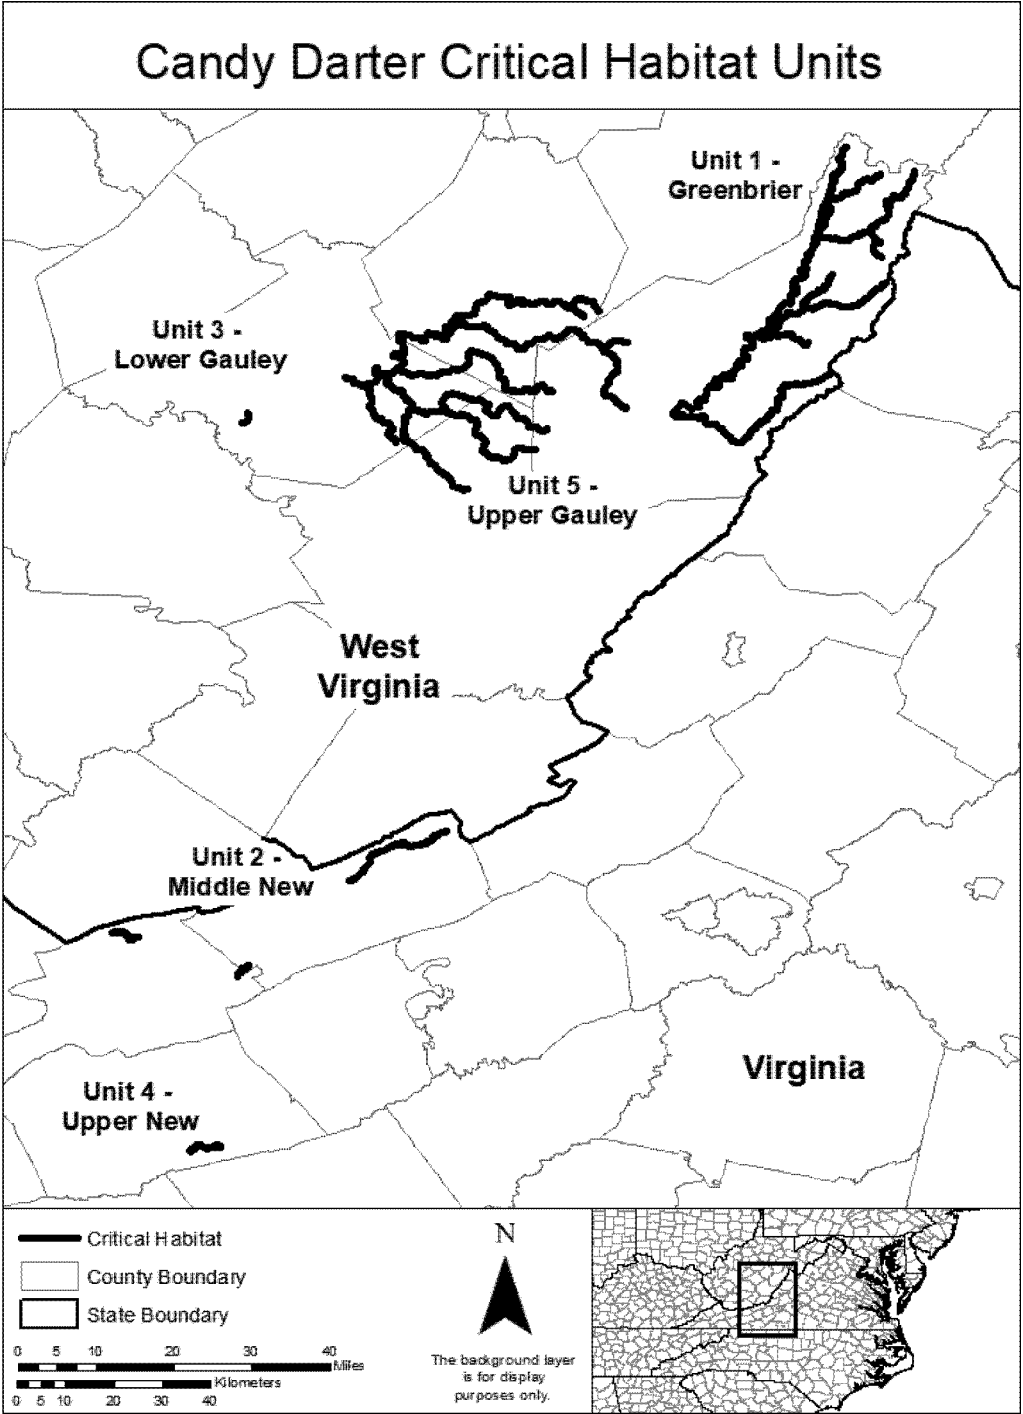 Candy Darter Critical Habitat Units
Unit 1 -
Greenbrier
Unit 3 -
Lower Gauley
Unit 5 -
Upper Gauley
West
Virginia
Unit 2 -
Middle New
Virginia
Unit 4 -
Upper New
Critical Habitat
County Boundary
State Boundary
0 5 10 20 30 40
Miles
Kilometers
0 5 10 20 30 40
N
The background layer
is for display
purposes only.